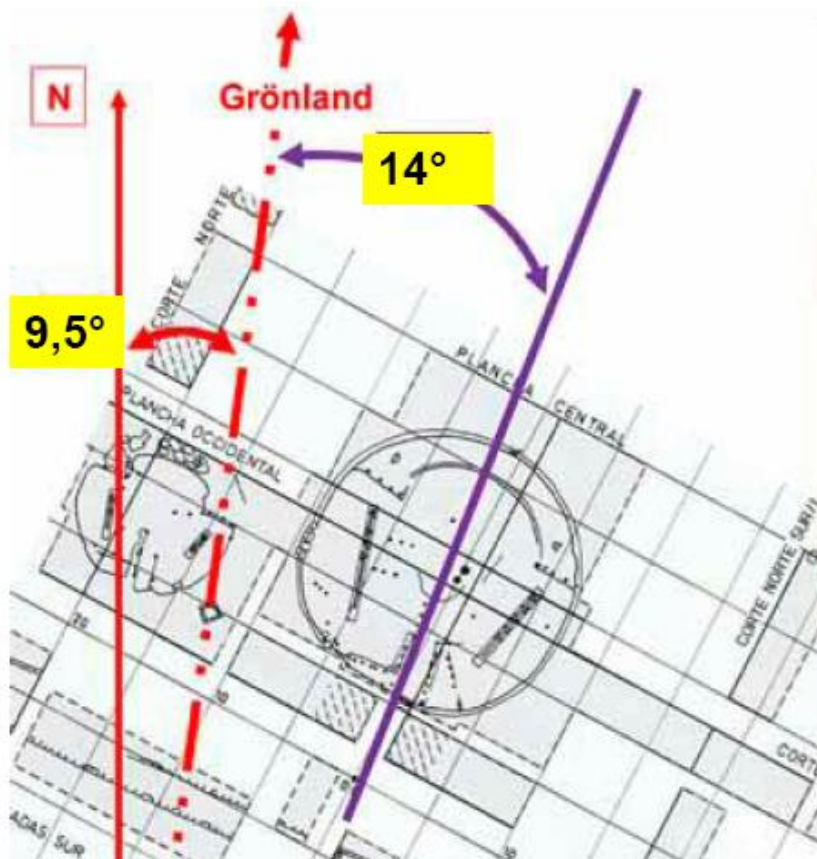 N
Grönland
14°
NORTE
CORTE
9,5°
PLANCHA CENTRAL
PLANCHA OCCIDENTAL
CORTE NORTE SUR/I
CORTE
ADAS SUR